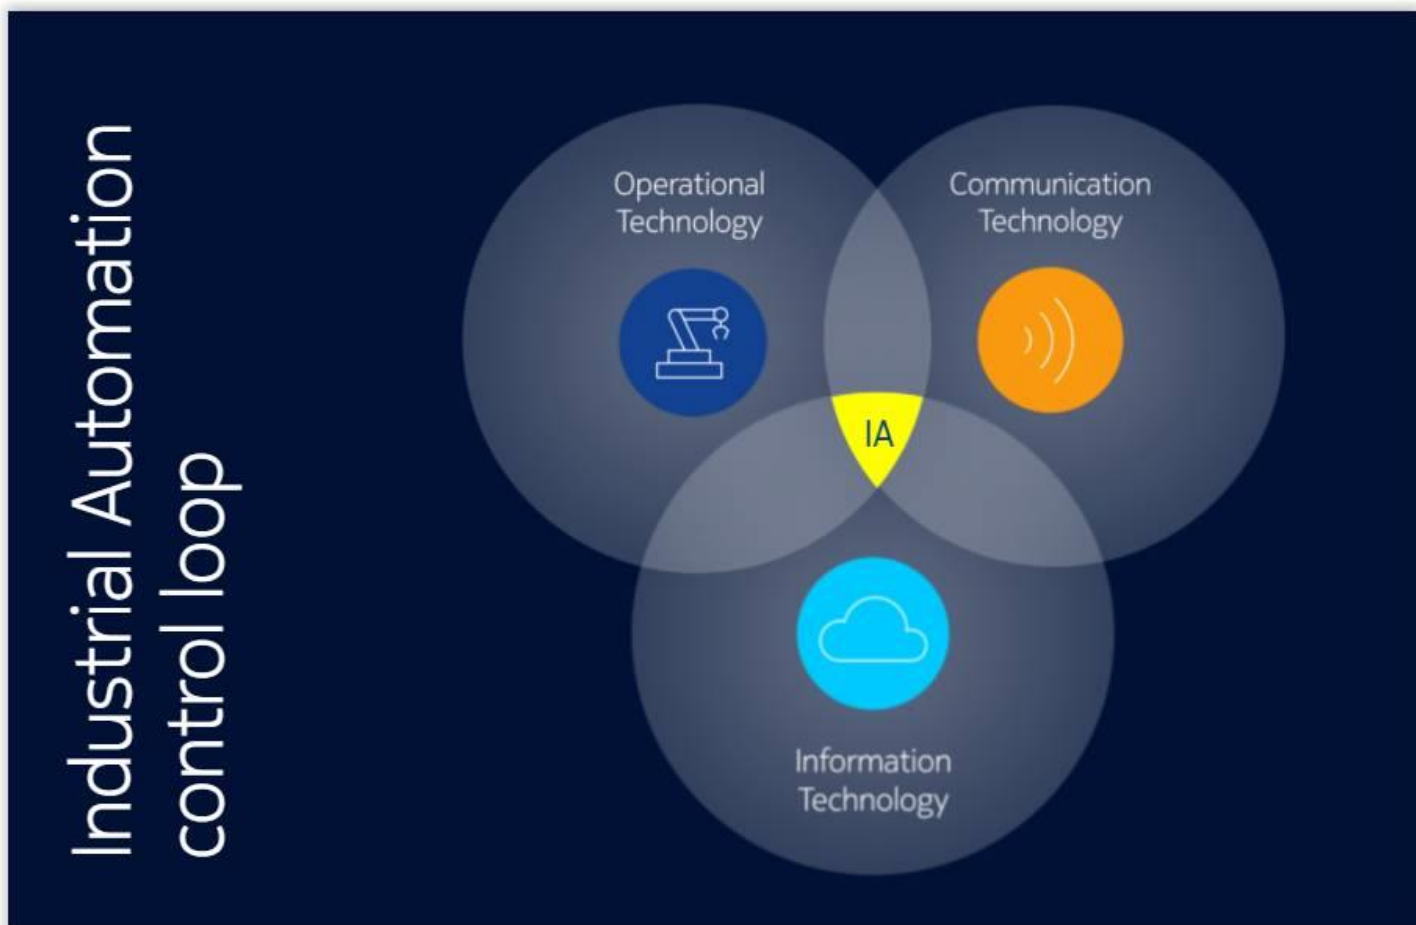 Industrial Automation
control loop
Operational
Technology
Communication
Technology
IA
Information
Technology